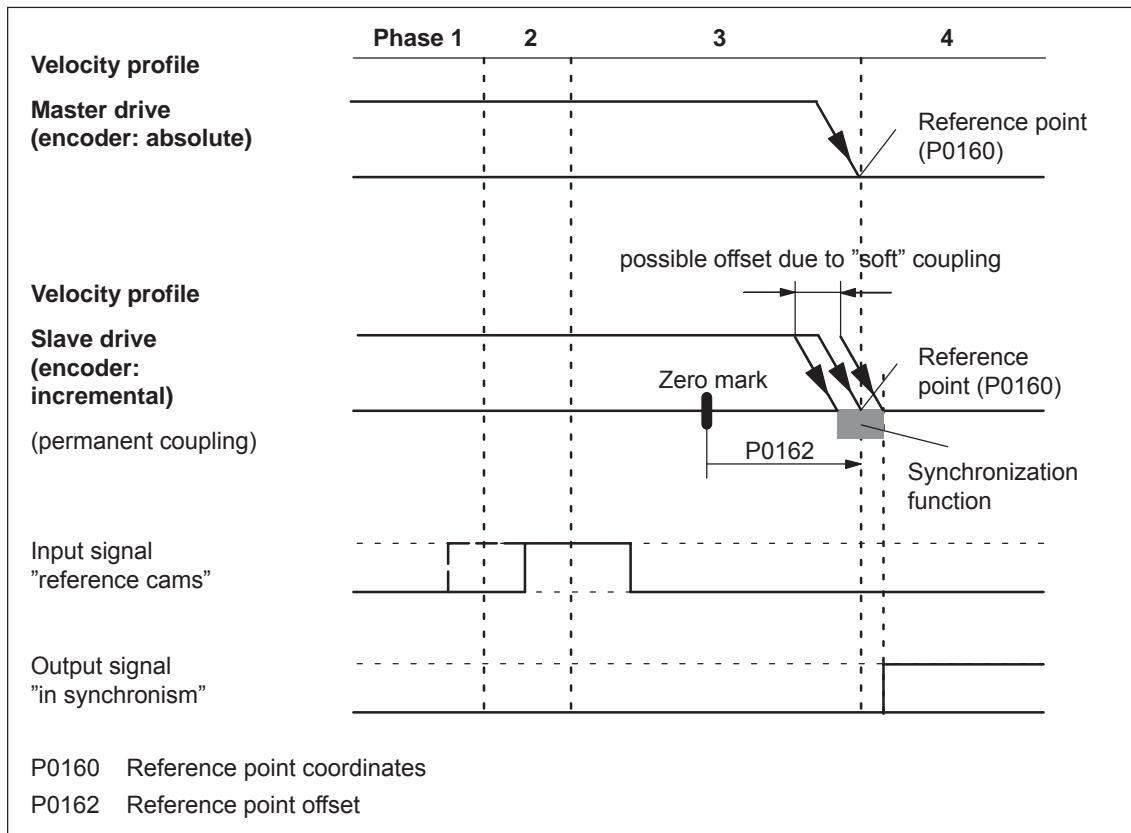 Phase 1 2 3 4
Velocity profile
Master drive
(encoder: absolute)
Reference point
(P0160)
possible offset due to ”soft” coupling
Velocity profile
Slave drive
(encoder:
incremental)
(permanent coupling)
Zero mark
Reference
point (P0160)
P0162
Synchronization
function
Input signal
”reference cams”
Output signal
”in synchronism”
P0160 Reference point coordinates
P0162 Reference point offset